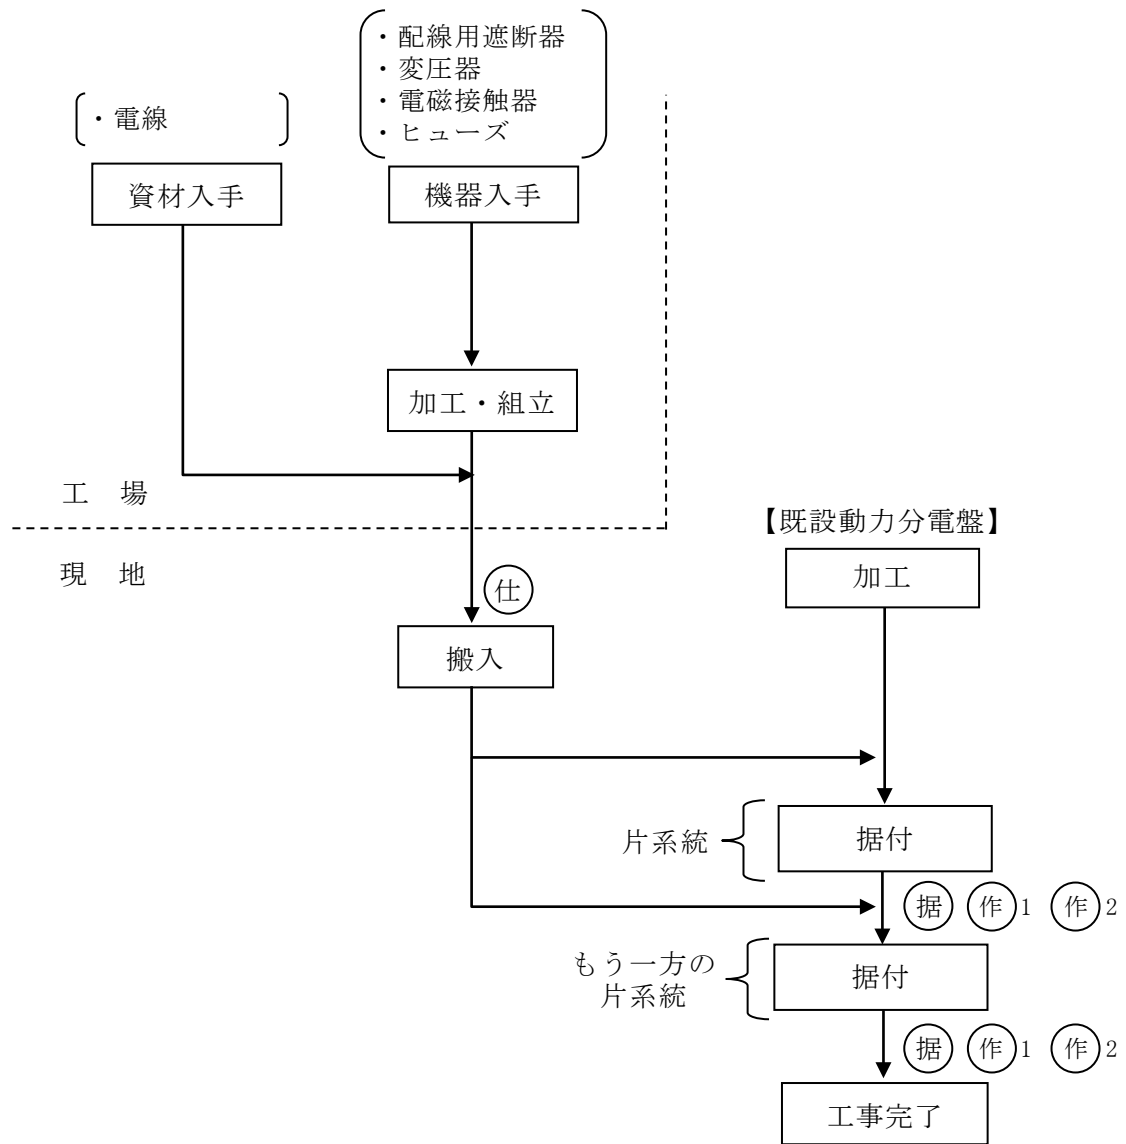 ・配線用遮断器
・変圧器
・電磁接触器
・ヒューズ
・電線
資材入手
機器入手
加工・組立
工 場
現 地
【既設動力分電盤】
加工
仕
搬入
片系統
据付
据 作1 作2
もう一方の
片系統
据付
据 作1 作2
工事完了